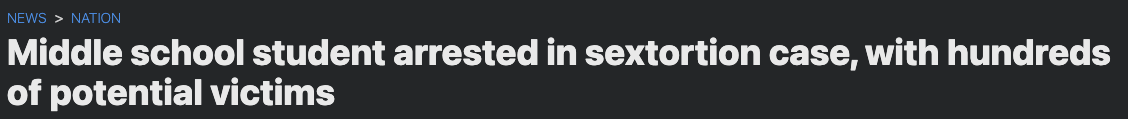 NEWS > NATION
Middle school student arrested in sextortion case, with hundreds
of potential victims